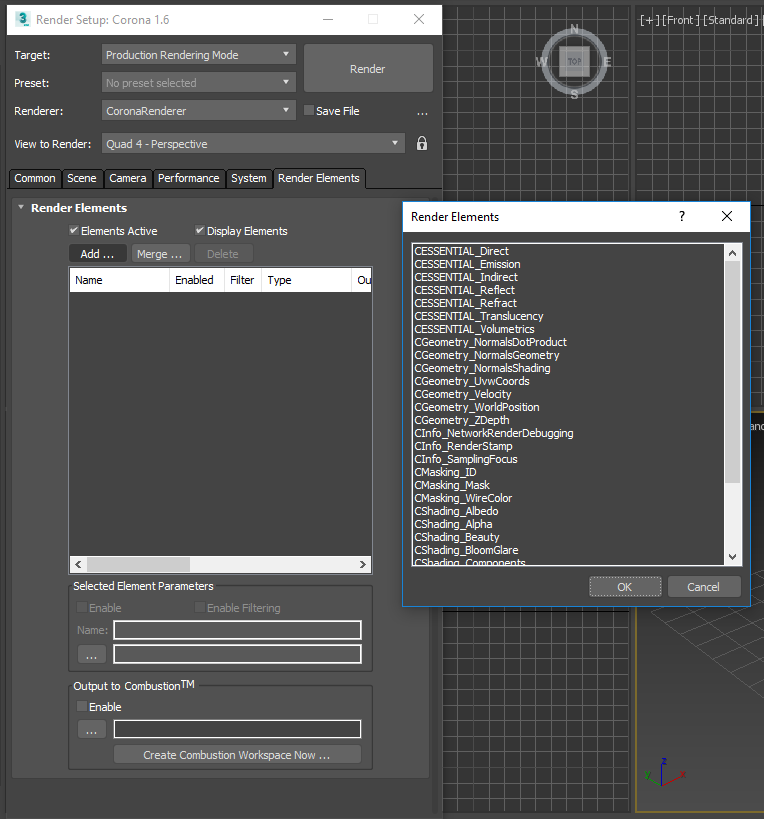 Render Setup: Corona 1.6
[+] [Front] [Standard]
Target:
Production Rendering Mode
Render
Preset:
No preset selected
Renderer:
CoronaRenderer
Save File
...
View to Render:
Quad 4 - Perspective
N
W
TOP
E
S
Common
Scene
Camera
Performance
System
Render Elements
Render Elements
Elements Active
Display Elements
Add ...
Merge ...
Delete
Name
Enabled
Filter
Type
Ou
Selected Element Parameters
Enable
Enable Filtering
Name:
...
Output to Combustion™
Enable
...
Create Combustion Workspace Now ...
Render Elements
?
CESSENTIAL_Direct
CESSENTIAL_Emission
CESSENTIAL_Indirect
CESSENTIAL_Reflect
CESSENTIAL_Refract
CESSENTIAL_Translucency
CESSENTIAL_Volumetrics
CGeometry_NormalsDotProduct
CGeometry_NormalsGeometry
CGeometry_NormalsShading
CGeometry_UvwCoords
CGeometry_Velocity
CGeometry_WorldPosition
CGeometry_ZDepth
CInfo_NetworkRenderDebugging
CInfo_RenderStamp
CInfo_SamplingFocus
CMasking_ID
CMasking_Mask
CMasking_WireColor
CShading_Albedo
CShading_Alpha
CShading_Beauty
CShading_BloomGlare
CShading_Components
OK
Cancel
z
y
x